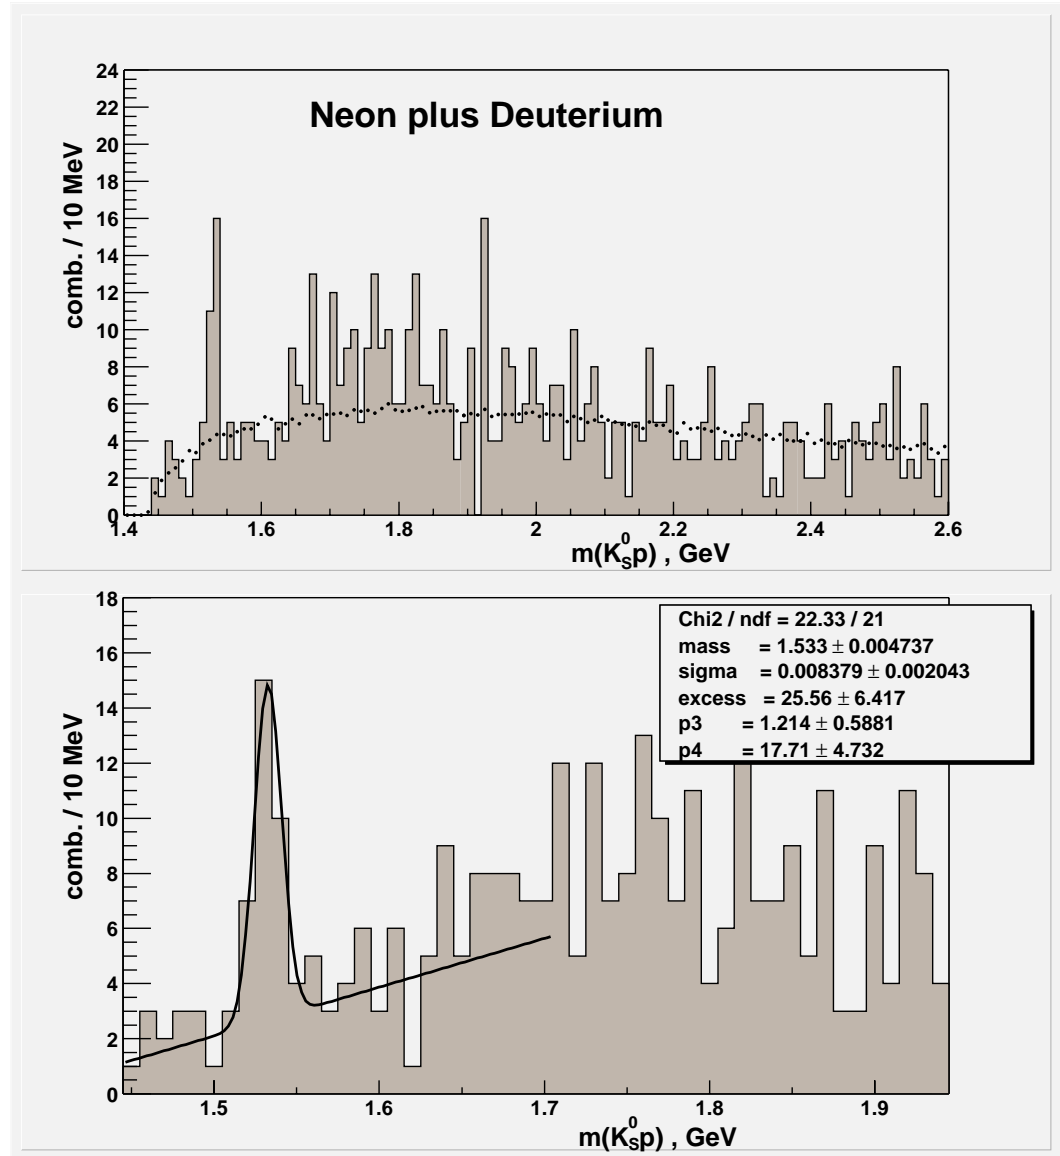 Neon plus Deuterium
comb. / 10 MeV
24
22
20
18
16
14
12
10
8
6
4
2
0
1.4 1.6 1.8 2 2.2 2.4 2.6
m(K⁰Sp) , GeV
Chi2 / ndf = 22.33 / 21
mass = 1.533 ± 0.004737
sigma = 0.008379 ± 0.002043
excess = 25.56 ± 6.417
p3 = 1.214 ± 0.5881
p4 = 17.71 ± 4.732
comb. / 10 MeV
18
16
14
12
10
8
6
4
2
0
1.5 1.6 1.7 1.8 1.9
m(K⁰Sp) , GeV